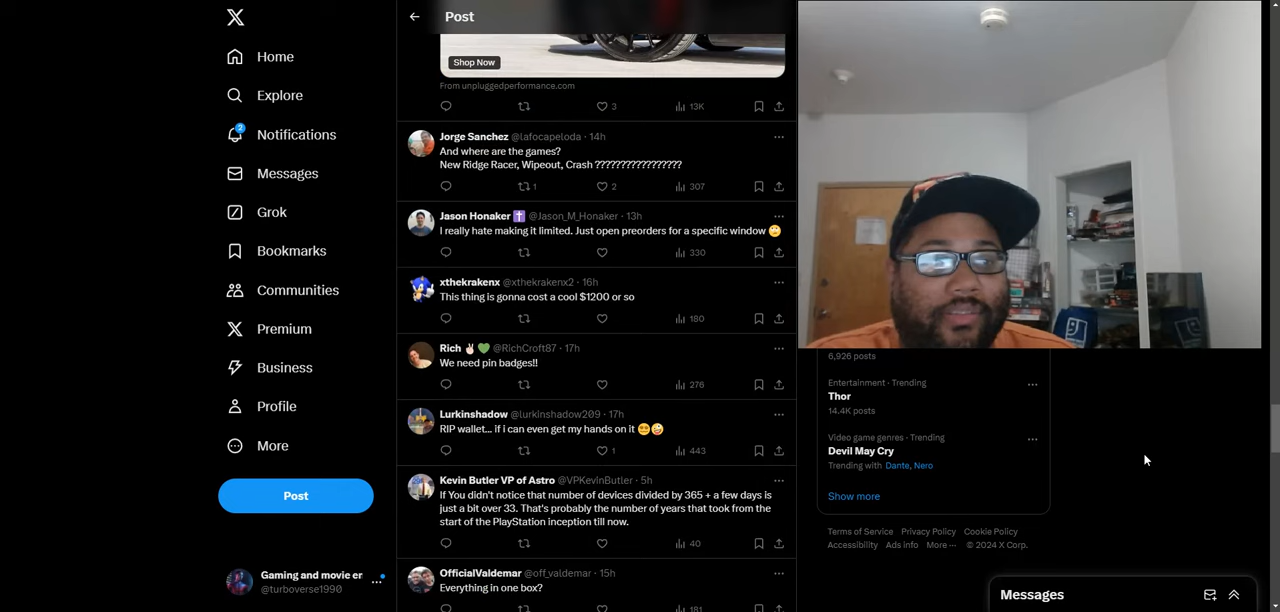 Post
Home
Explore
2
Notifications
Messages
Grok
Bookmarks
Communities
Premium
Business
Profile
More
Post
Gaming and movie er
@turboverse1990
Shop Now
From unpluggedperformance.com
3
13K
Jorge Sanchez @lafocapeloda · 14h
And where are the games?
New Ridge Racer, Wipeout, Crash ?????????????????
1
2
307
Jason Honaker ✝️ @Jason_M_Honaker · 13h
I really hate making it limited. Just open preorders for a specific window 🙄
330
xthekrakenx @xthekrakenx2 · 16h
This thing is gonna cost a cool $1200 or so
180
Rich ✌🏻💚 @RichCroft87 · 17h
We need pin badges!!
276
Lurkinshadow @lurkinshadow209 · 17h
RIP wallet... if i can even get my hands on it 😌🤪
1
443
Kevin Butler VP of Astro @VPKevinButler · 5h
If You didn't notice that number of devices divided by 365 + a few days is
just a bit over 33. That's probably the number of years that took from the
start of the PlayStation inception till now.
40
OfficialValdemar @off_valdemar · 15h
Everything in one box?
181
6,926 posts
Entertainment · Trending
Thor
14.4K posts
Video game genres · Trending
Devil May Cry
Trending with Dante, Nero
Show more
Terms of Service Privacy Policy Cookie Policy
Accessibility Ads info More ··· © 2024 X Corp.
Messages